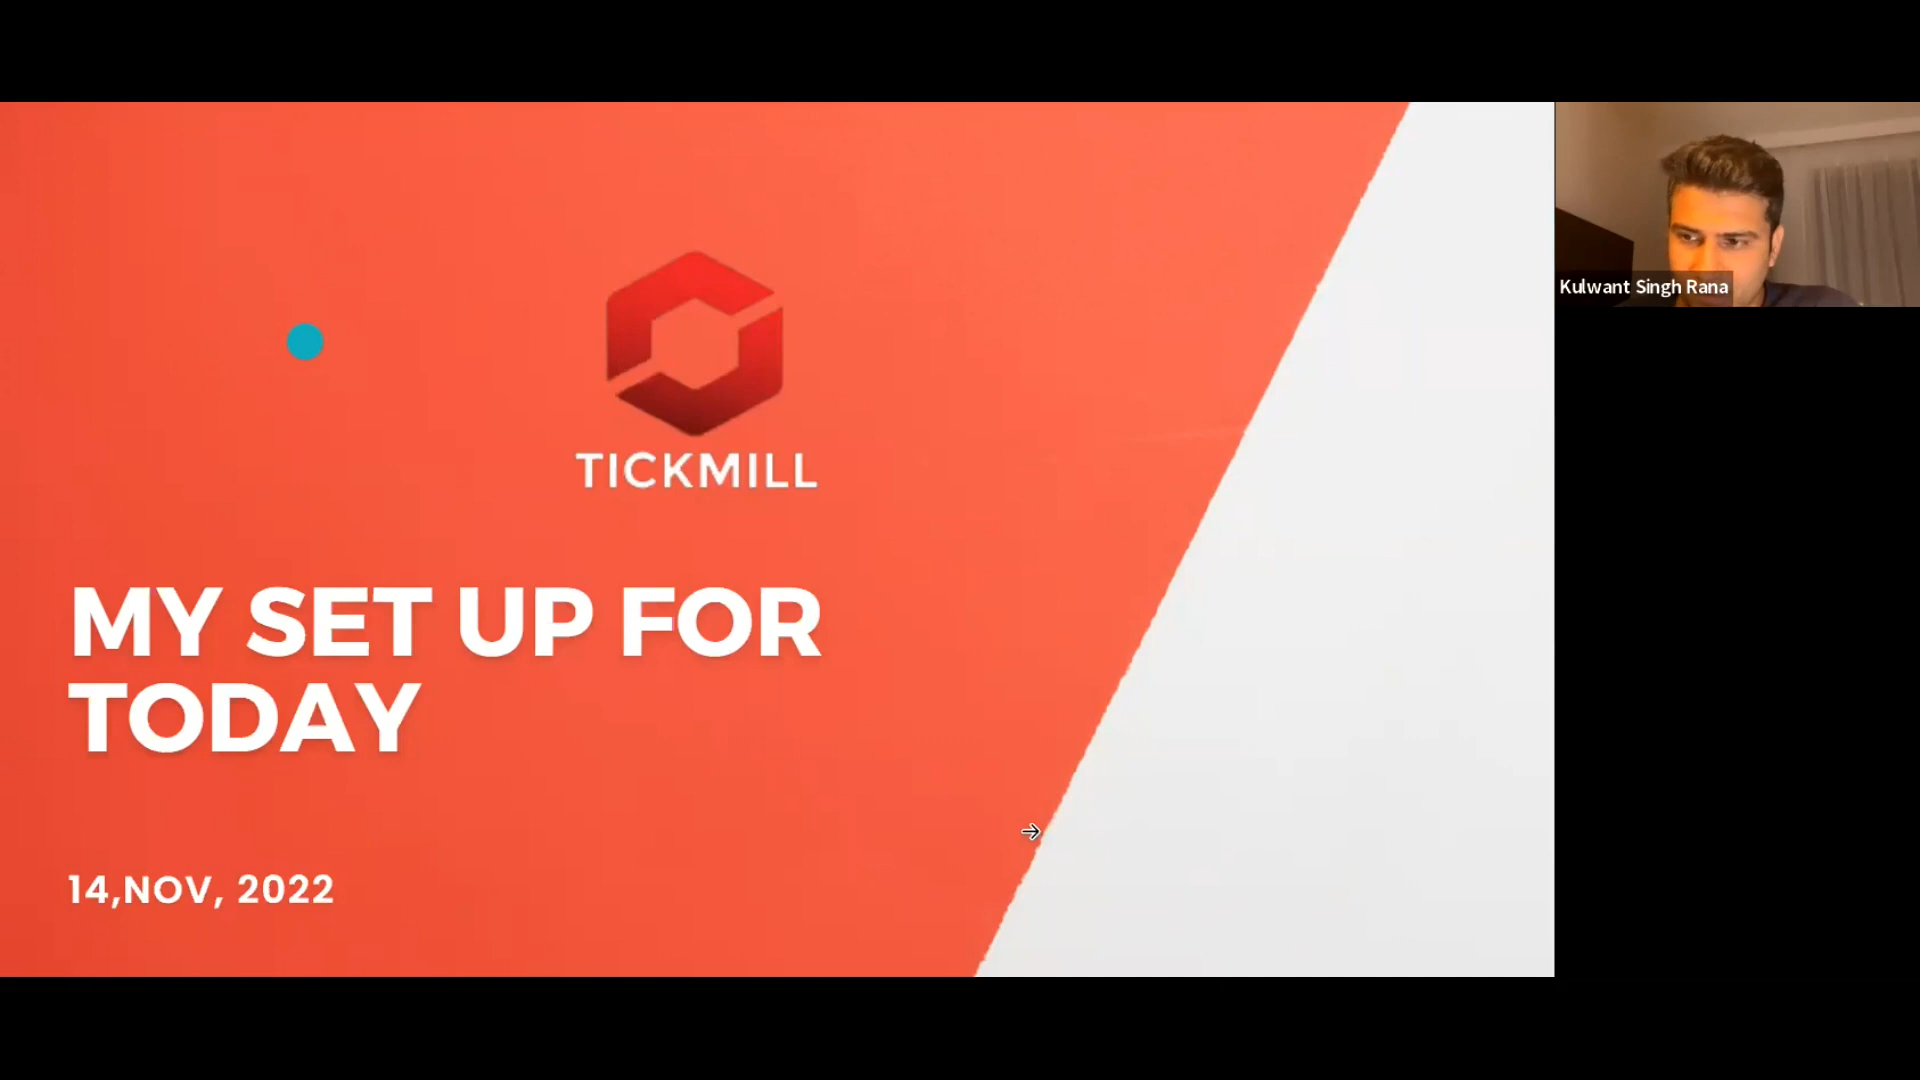 TICKMILL
MY SET UP FOR
TODAY
14,NOV, 2022
Kulwant Singh Rana